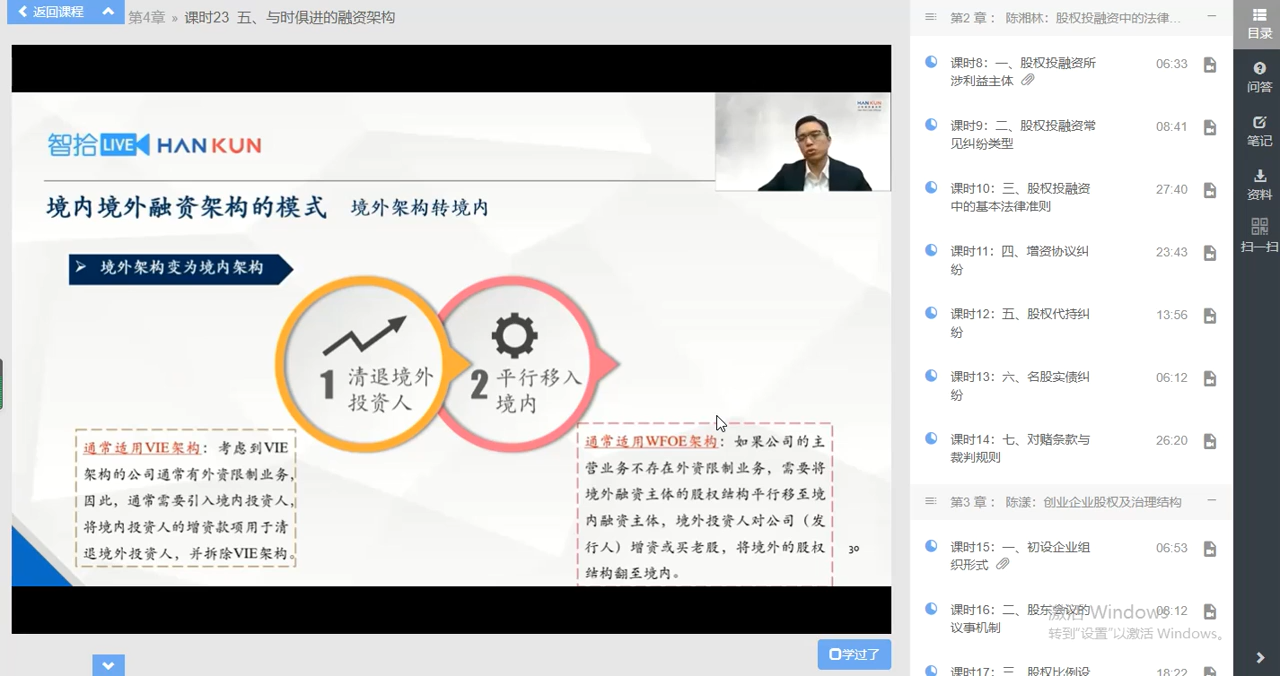 返回课程
第4章 » 课时23 五、与时俱进的融资架构
智拾 LIVE HANKUN
HANKUN
境内境外融资架构的模式 境外架构转境内
➢ 境外架构变为境内架构
1 清退境外
投资人
2 平行移入
境内
通常适用VIE架构：考虑到VIE
架构的公司通常有外资限制业务，
因此，通常需要引入境内投资人，
将境内投资人的增资款项用于清
退境外投资人，并拆除VIE架构。
通常适用WFOE架构：如果公司的主
营业务不存在外资限制业务，需要将
境外融资主体的股权结构平行移至境
内融资主体，境外投资人对公司（发
行人）增资或买老股，将境外的股权
结构翻至境内。
30
学过了
第2章： 陈湘林：股权投融资中的法律...
课时8：一、股权投融资所
涉利益主体
06:33
课时9：二、股权投融资常
见纠纷类型
08:41
课时10：三、股权投融资
中的基本法律准则
27:40
课时11：四、增资协议纠
纷
23:43
课时12：五、股权代持纠
纷
13:56
课时13：六、名股实债纠
纷
06:12
课时14：七、对赌条款与
裁判规则
26:20
第3章： 陈漾：创业企业股权及治理结构
课时15：一、初设企业组
织形式
06:53
课时16：二、股东会议的
议事机制
08:12
课时17：三、股权比例设
18:22
激活 Windows
转到"设置"以激活 Windows。
目录
问答
笔记
资料
扫一扫